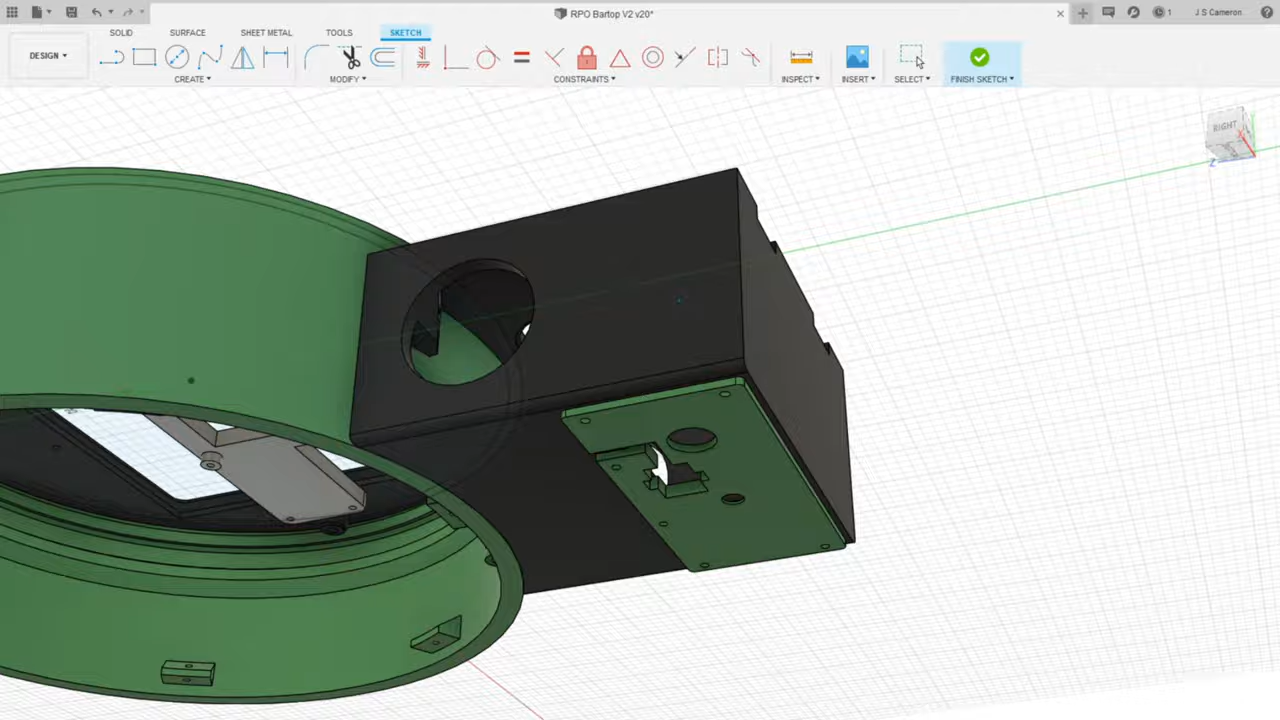 RPO Bartop V2 v20*
1
J S Cameron
SOLID
SURFACE
SHEET METAL
TOOLS
SKETCH
DESIGN
CREATE
MODIFY
CONSTRAINTS
INSPECT
INSERT
SELECT
FINISH SKETCH
RIGHT
X
Z